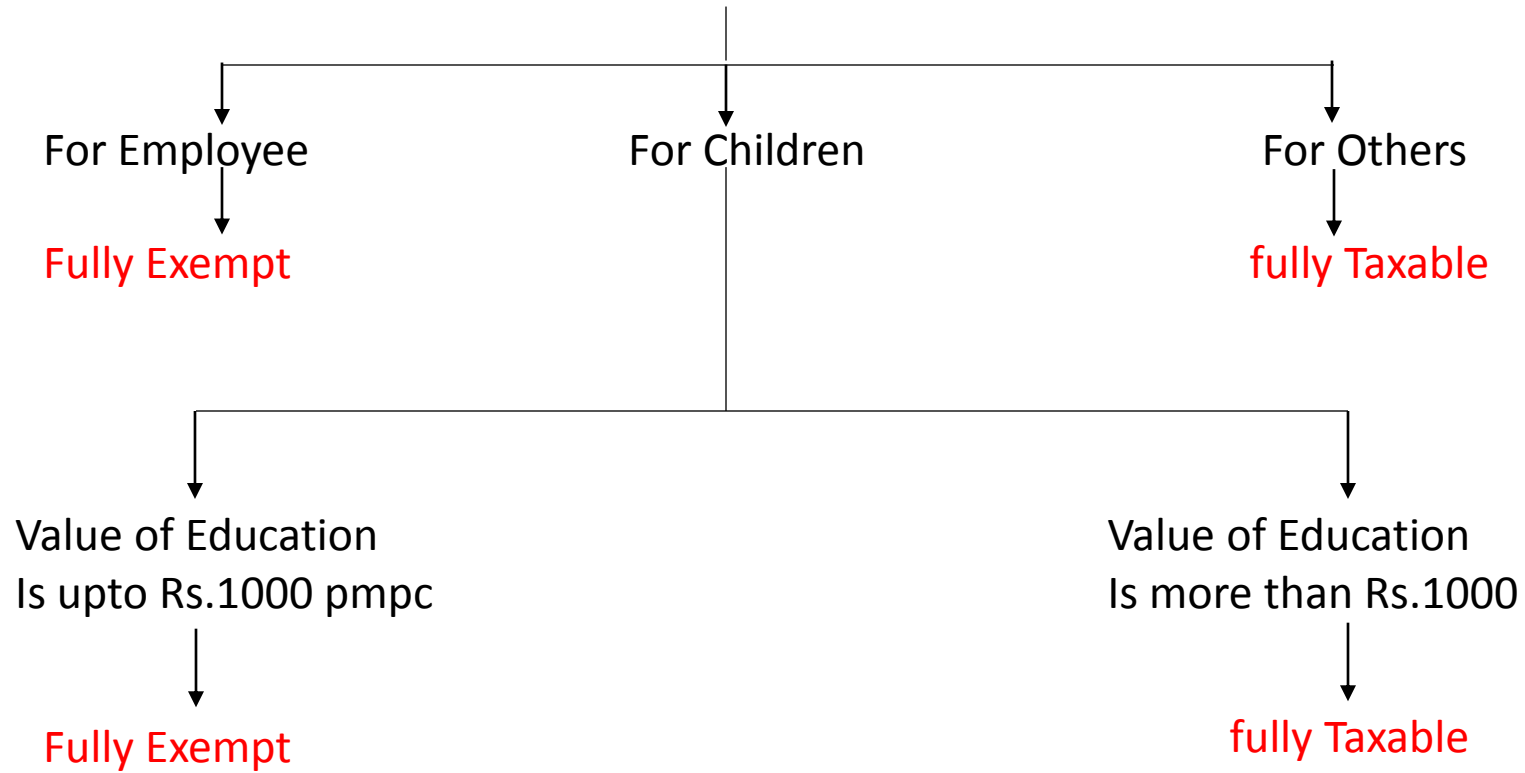 For Employee
For Children
For Others
Fully Exempt
fully Taxable
Value of Education
Is upto Rs.1000 pmpc
Value of Education
Is more than Rs.1000
Fully Exempt
fully Taxable